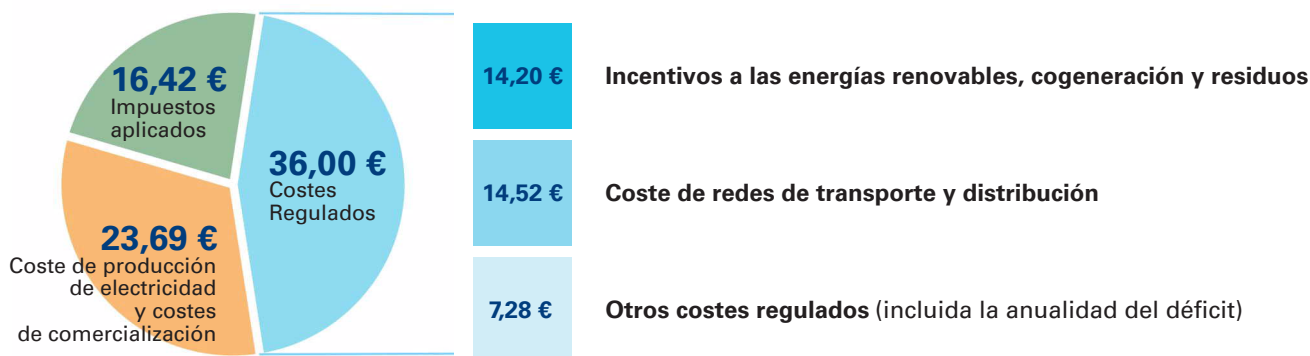 16,42 €
Impuestos
aplicados
36,00 €
Costes
Regulados
23,69 €
Coste de producción
de electricidad
y costes
de comercialización
14,20 € Incentivos a las energías renovables, cogeneración y residuos
14,52 € Coste de redes de transporte y distribución
7,28 € Otros costes regulados (incluida la anualidad del déficit)